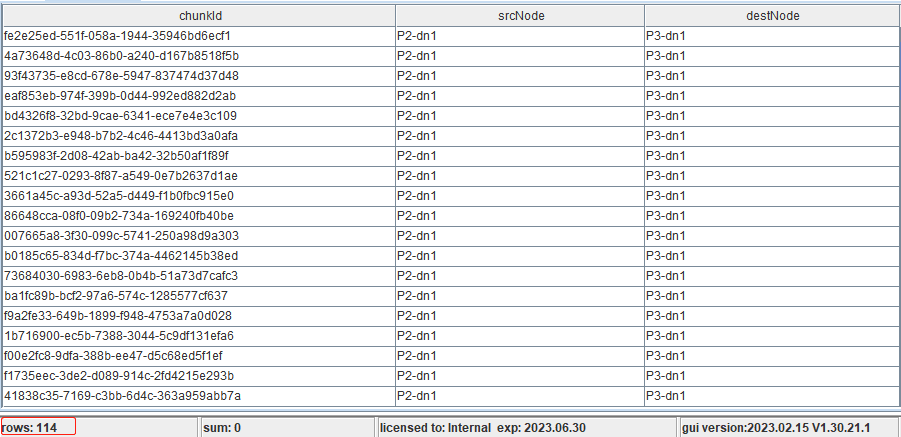 chunkId srcNode destNode
fe2e25ed-551f-058a-1944-35946bd6ecf1 P2-dn1 P3-dn1
4a73648d-4c03-86b0-a240-d167b8518f5b P2-dn1 P3-dn1
93f43735-e8cd-678e-5947-837474d37d48 P2-dn1 P3-dn1
eaf853eb-974f-399b-0d44-992ed882d2ab P2-dn1 P3-dn1
bd4326f8-32bd-9cae-6341-ece7e4e3c109 P2-dn1 P3-dn1
2c1372b3-e948-b7b2-4c46-4413bd3a0afa P2-dn1 P3-dn1
b595983f-2d08-42ab-ba42-32b50af1f89f P2-dn1 P3-dn1
521c1c27-0293-8f87-a549-0e7b2637d1ae P2-dn1 P3-dn1
3661a45c-a93d-52a5-d449-f1b0fbc915e0 P2-dn1 P3-dn1
86648cca-08f0-09b2-734a-169240fb40be P2-dn1 P3-dn1
007665a8-3f30-099c-5741-250a98d9a303 P2-dn1 P3-dn1
b0185c65-834d-f7bc-374a-4462145b38ed P2-dn1 P3-dn1
73684030-6983-6eb8-0b4b-51a73d7cafc3 P2-dn1 P3-dn1
ba1fc89b-bcf2-97a6-574c-1285577cf637 P2-dn1 P3-dn1
f9a2fe33-649b-1899-f948-4753a7a0d028 P2-dn1 P3-dn1
1b716900-ec5b-7388-3044-5c9df131efa6 P2-dn1 P3-dn1
f00e2fc8-9dfa-388b-ee47-d5c68ed5f1ef P2-dn1 P3-dn1
f1735eec-3de2-d089-914c-2fd4215e293b P2-dn1 P3-dn1
41838c35-7169-c3bb-6d4c-363a959abb7a P2-dn1 P3-dn1
rows: 114 sum: 0 licensed to: Internal exp: 2023.06.30 gui version:2023.02.15 V1.30.21.1